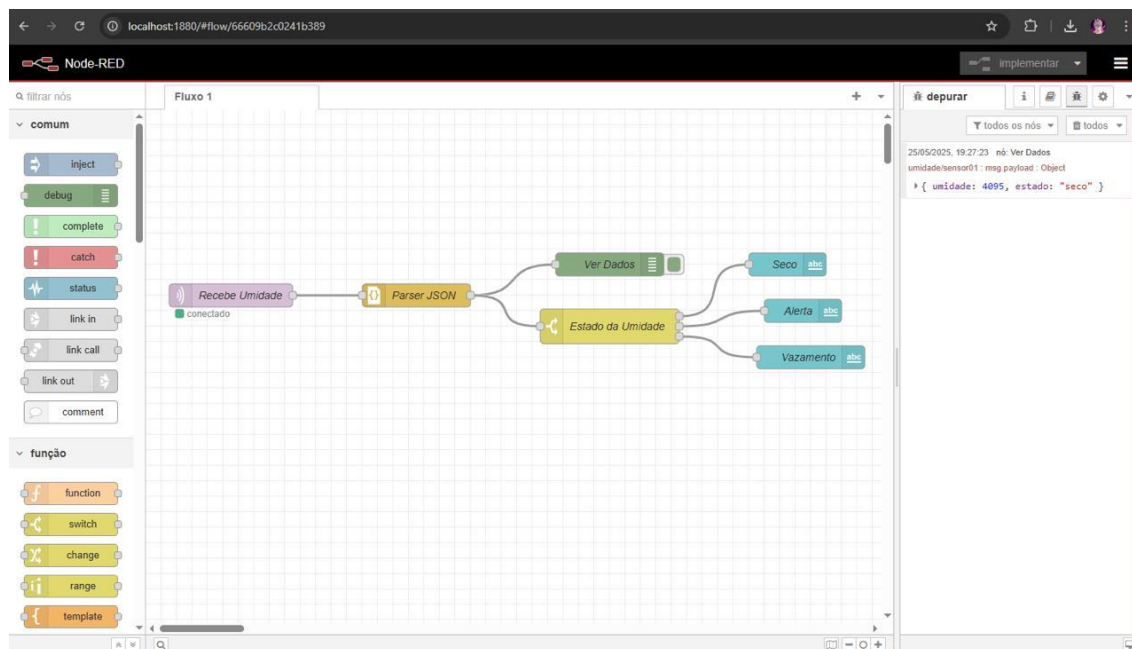 localhost:1880/#flow/66609b2c0241b389
Node-RED
implementar
filtrar nós
Fluxo 1
depurar
i
comum
todos os nós
todos
inject
debug
complete
catch
status
link in
link call
link out
comment
função
function
switch
change
range
template
Recebe Umidade
conectado
Parser JSON
Ver Dados
Estado da Umidade
Seco abc
Alerta abc
Vazamento abc
25/05/2025, 19:27:23 nó: Ver Dados
umidade/sensor01 : msg.payload : Object
{ umidade: 4095, estado: "seco" }